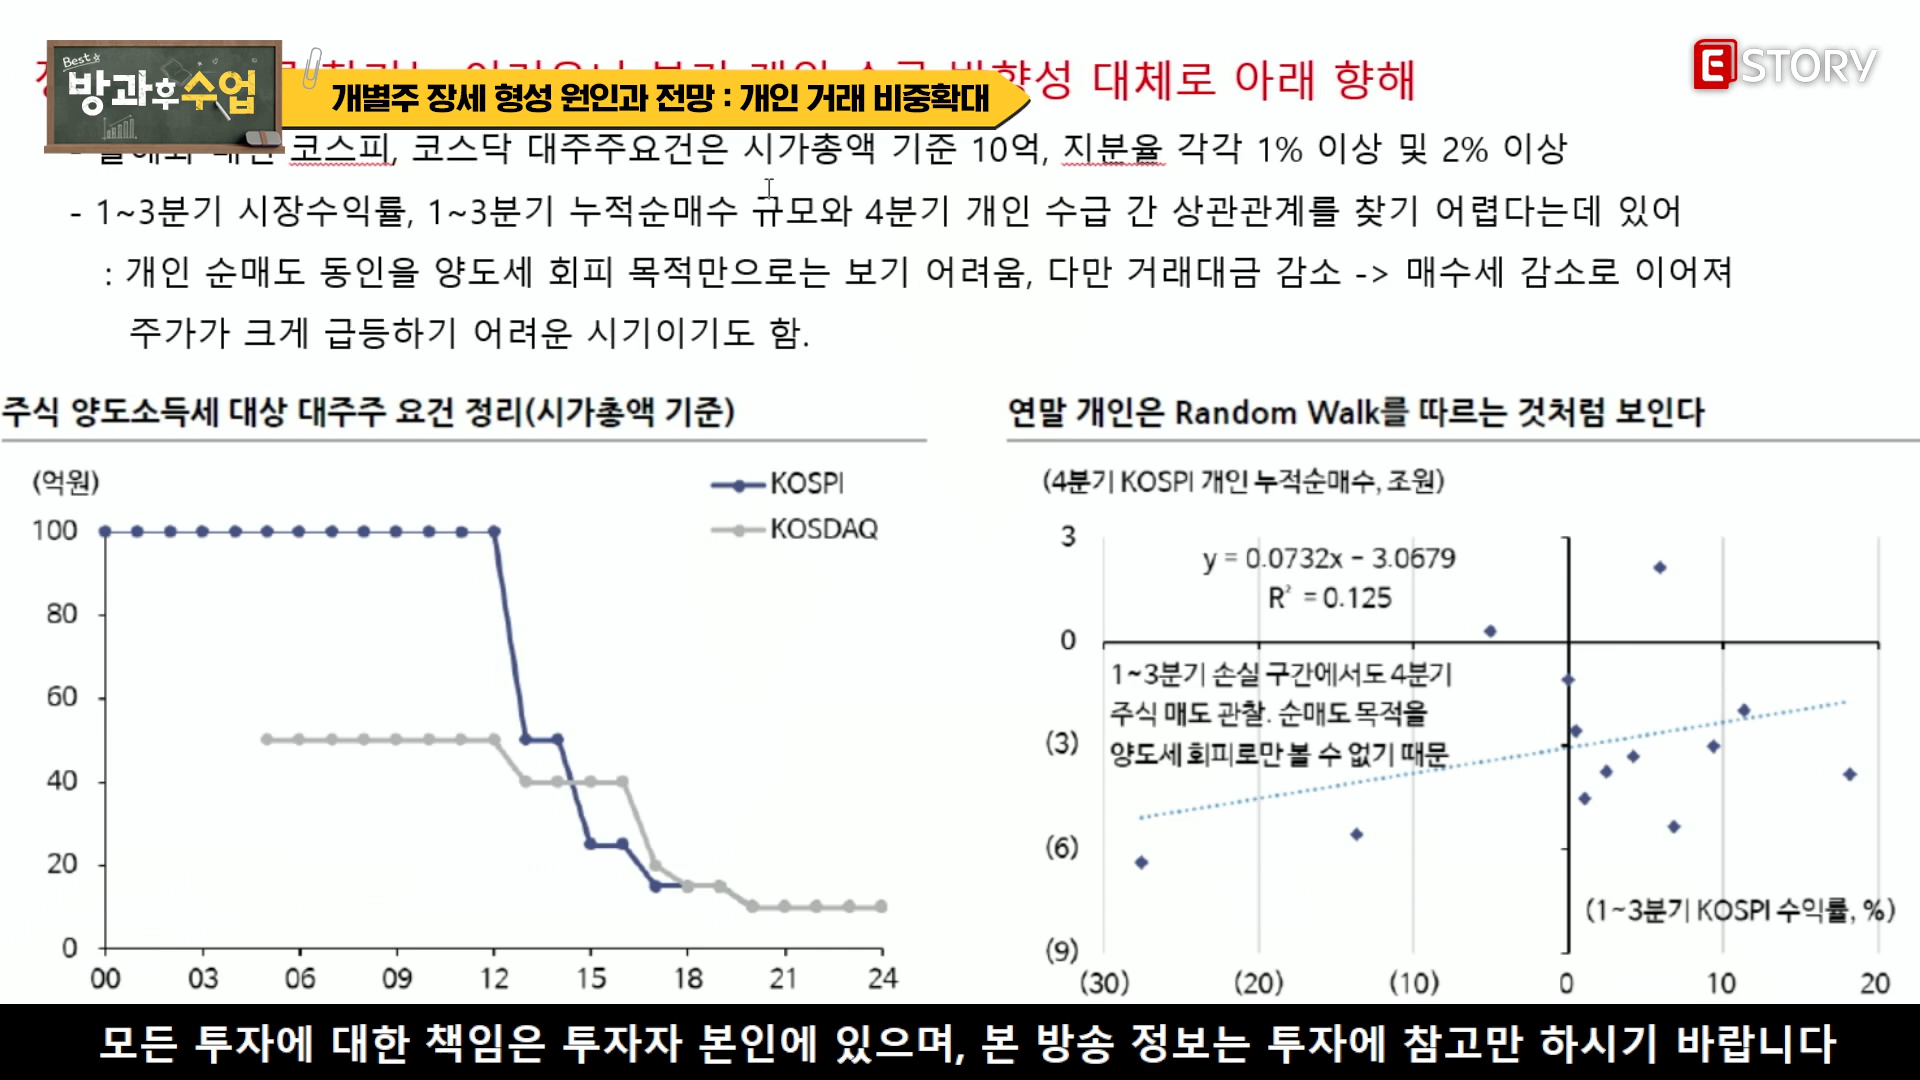 Best
방과후수업
개별주 장세 형성 원인과 전망 : 개인 거래 비중확대
대체로 아래 향해
E STORY
코스피, 코스닥 대주주요건은 시가총액 기준 10억, 지분율 각각 1% 이상 및 2% 이상
- 1~3분기 시장수익률, 1~3분기 누적순매수 규모와 4분기 개인 수급 간 상관관계를 찾기 어렵다는데 있어
: 개인 순매도 동인을 양도세 회피 목적만으로는 보기 어려움, 다만 거래대금 감소 -> 매수세 감소로 이어져
주가가 크게 급등하기 어려운 시기이기도 함.
주식 양도소득세 대상 대주주 요건 정리(시가총액 기준)
(억원)
KOSPI
KOSDAQ
100
80
60
40
20
0
00 03 06 09 12 15 18 21 24
연말 개인은 Random Walk를 따르는 것처럼 보인다
(4분기 KOSPI 개인 누적순매수, 조원)
3
y = 0.0732x − 3.0679
R² = 0.125
0
1~3분기 손실 구간에서도 4분기
주식 매도 관찰. 순매도 목적을
양도세 회피로만 볼 수 없기 때문
(3)
(6)
(1~3분기 KOSPI 수익률, %)
(9)
(30) (20) (10) 0 10 20
모든 투자에 대한 책임은 투자자 본인에 있으며, 본 방송 정보는 투자에 참고만 하시기 바랍니다